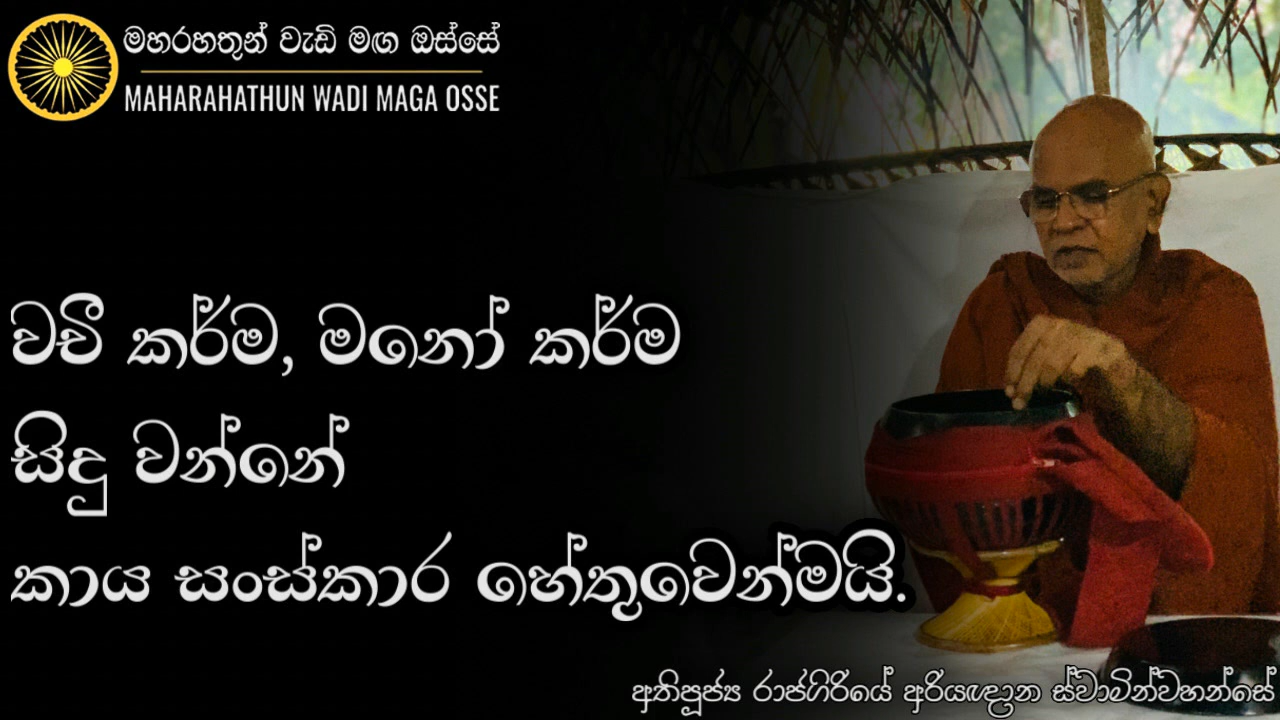 මහරහතුන් වැඩි මඟ ඔස්සේ
MAHARAHATHUN WADI MAGA OSSE
වචී කර්ම, මනෝ කර්ම
සිදු වන්නේ
කාය සංස්කාර හේතුවෙන්මයි.
අතිපූජ්‍ය රාජගිරියේ අරියඥාන ස්වාමින්වහන්සේ